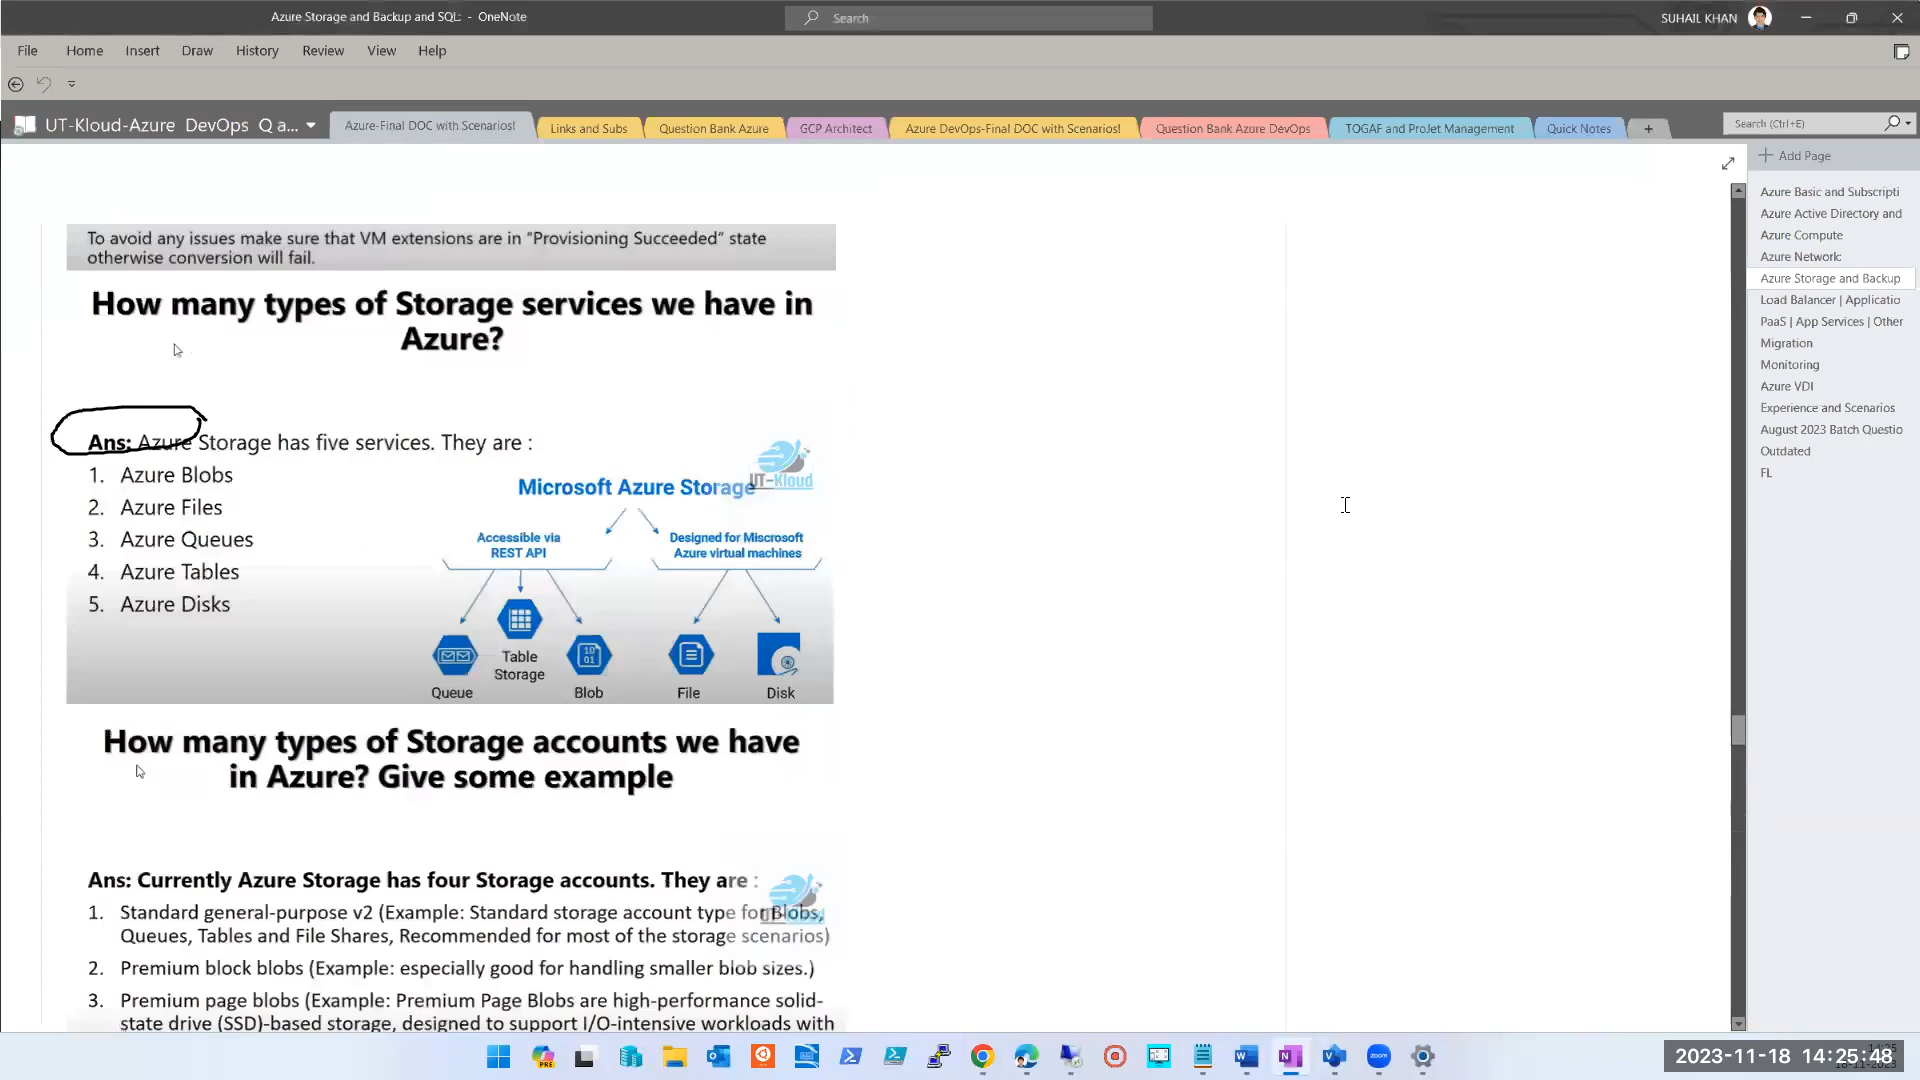 Azure Storage and Backup and SQL: - OneNote
Search
SUHAIL KHAN
File Home Insert Draw History Review View Help
UT-Kloud-Azure DevOps Q a...
Azure-Final DOC with Scenarios!
Links and Subs
Question Bank Azure
GCP Architect
Azure DevOps-Final DOC with Scenarios!
Question Bank Azure DevOps
TOGAF and ProJet Management
Quick Notes
Search (Ctrl+E)
Add Page
Azure Basic and Subscripti
Azure Active Directory and
Azure Compute
Azure Network:
Azure Storage and Backup
Load Balancer | Applicatio
PaaS | App Services | Other
Migration
Monitoring
Azure VDI
Experience and Scenarios
August 2023 Batch Questio
Outdated
FL
To avoid any issues make sure that VM extensions are in "Provisioning Succeeded" state
otherwise conversion will fail.
How many types of Storage services we have in
Azure?
Ans: Azure Storage has five services. They are :
1. Azure Blobs
2. Azure Files
3. Azure Queues
4. Azure Tables
5. Azure Disks
UT-Kloud
Microsoft Azure Storage
Accessible via
REST API
Designed for Miscrosoft
Azure virtual machines
Queue
Table
Storage
Blob
File
Disk
How many types of Storage accounts we have
in Azure? Give some example
Ans: Currently Azure Storage has four Storage accounts. They are :
1. Standard general-purpose v2 (Example: Standard storage account type for Blobs,
Queues, Tables and File Shares, Recommended for most of the storage scenarios)
2. Premium block blobs (Example: especially good for handling smaller blob sizes.)
3. Premium page blobs (Example: Premium Page Blobs are high-performance solid-
state drive (SSD)-based storage, designed to support I/O-intensive workloads with
PRE
zoom
2023-11-18 14:25:48